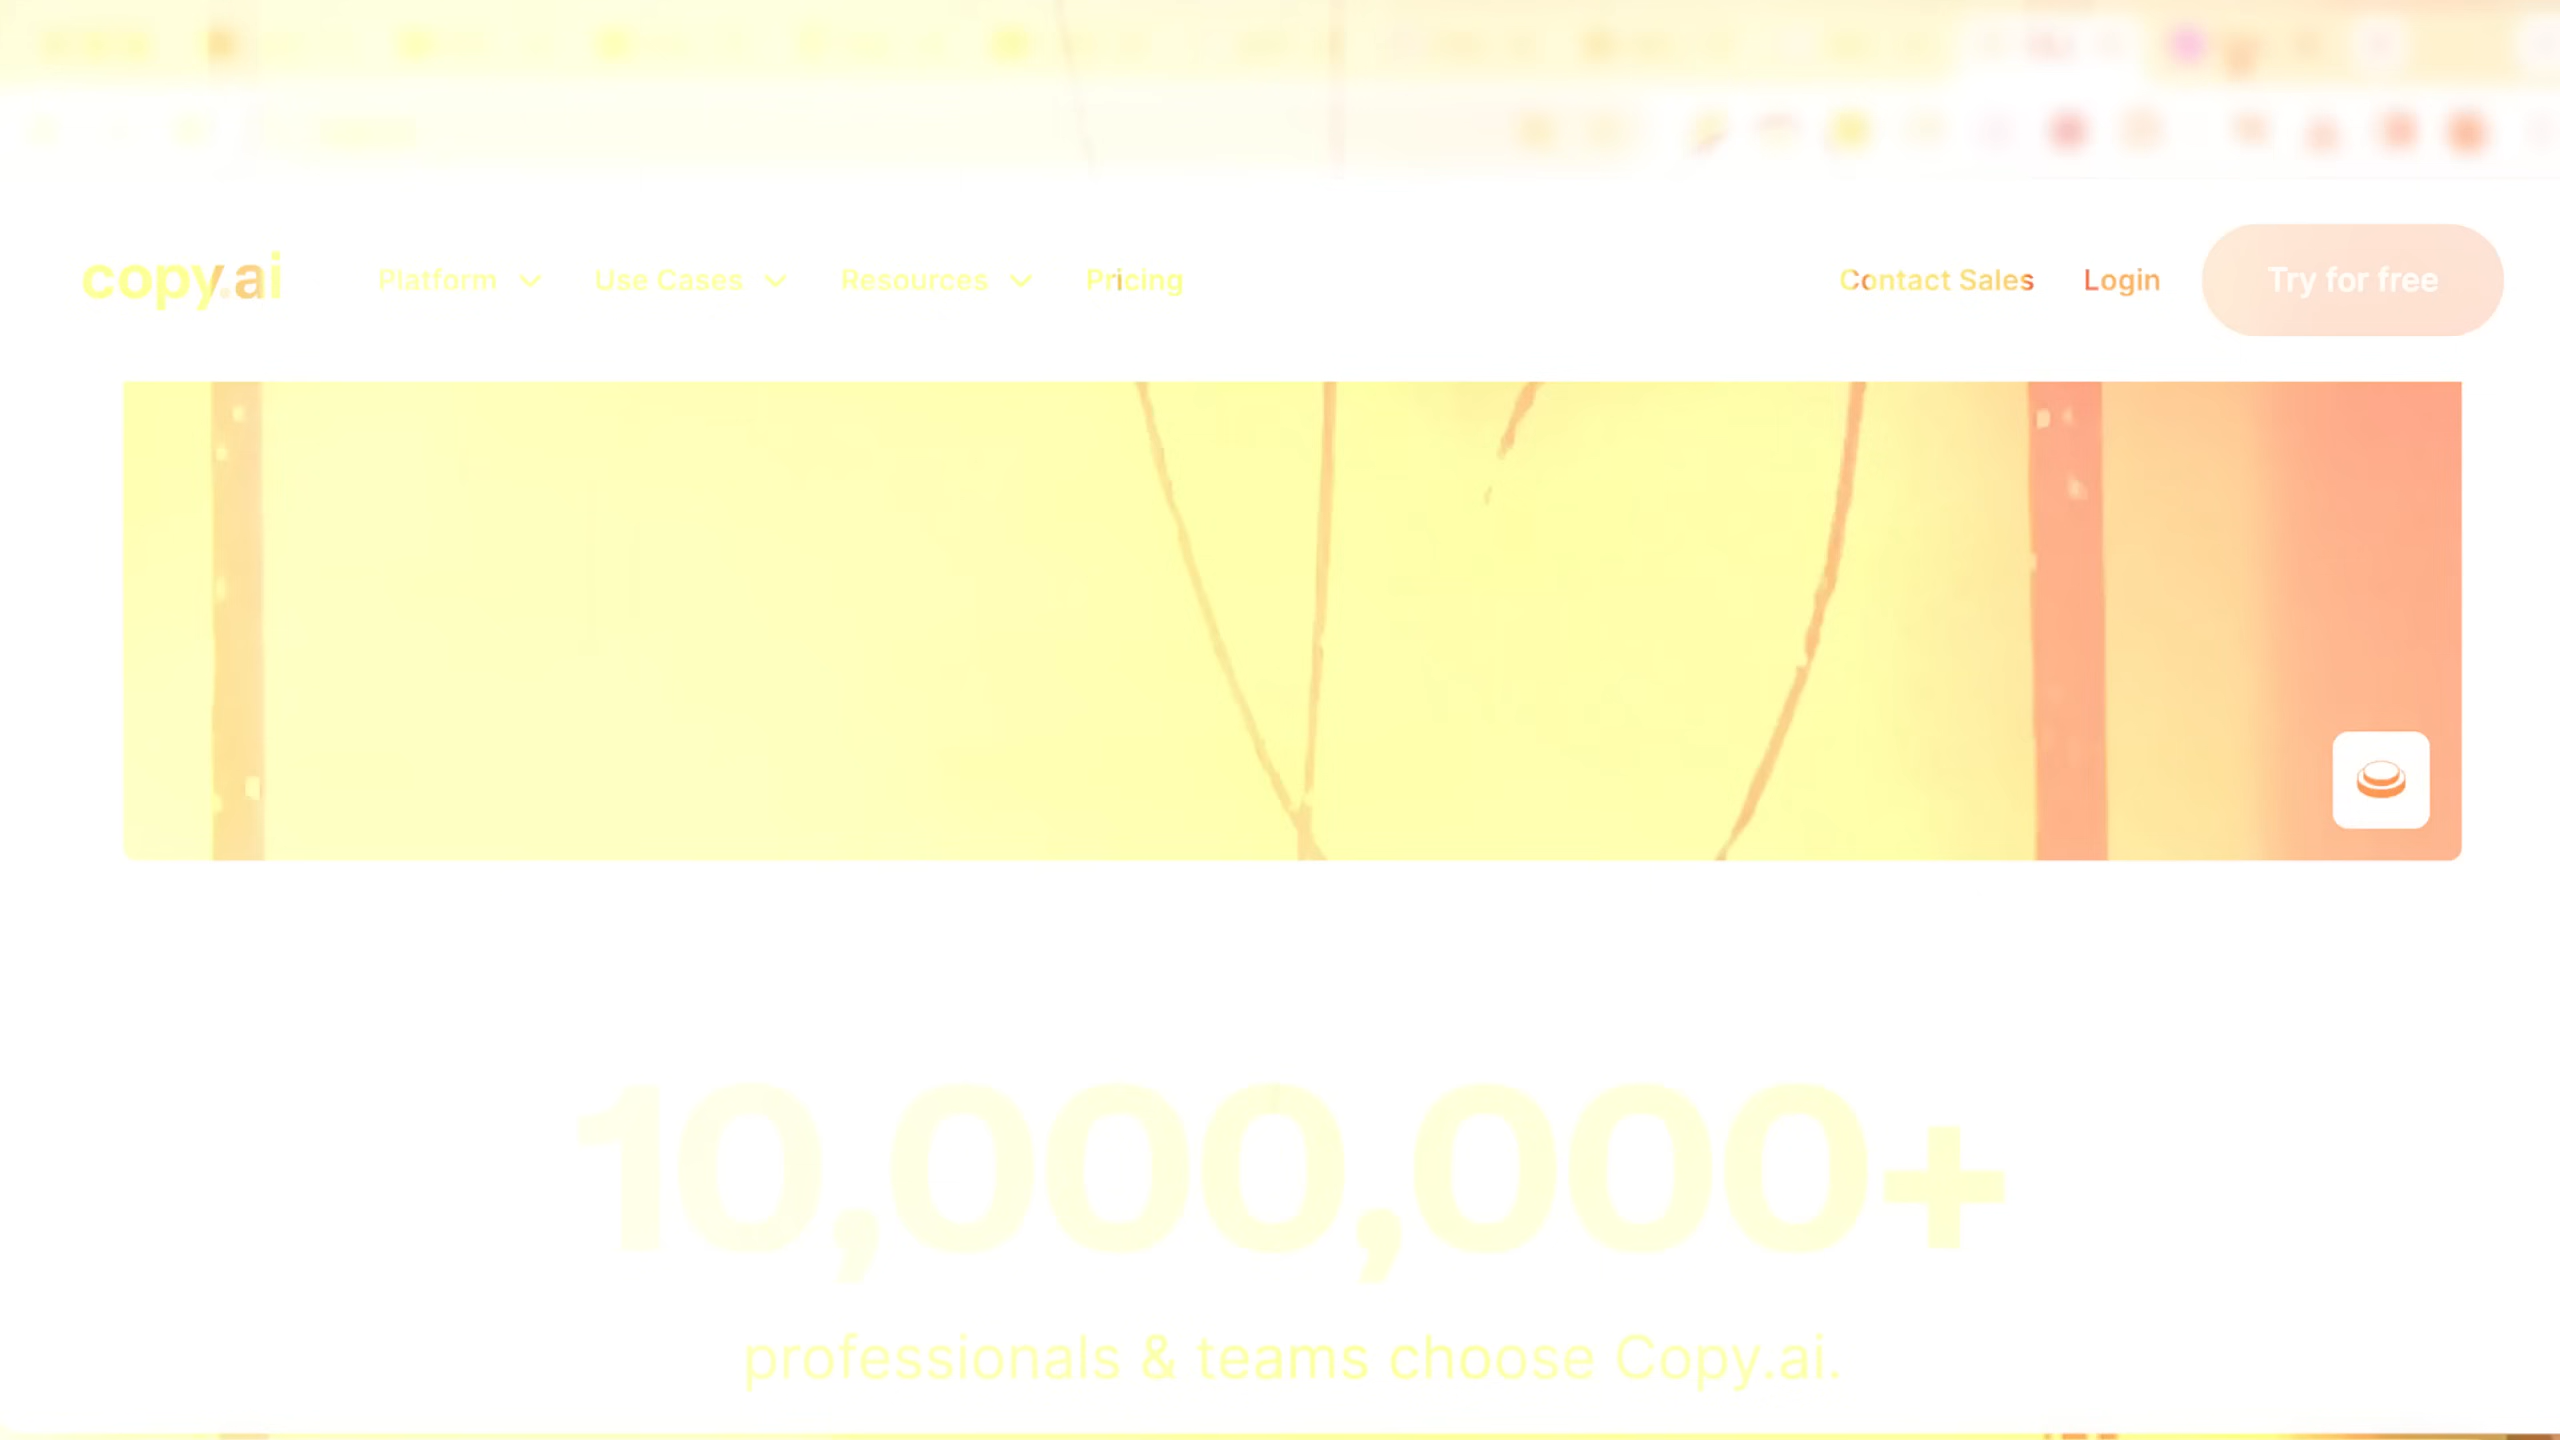 copy.ai
Platform
Use Cases
Resources
Pricing
Contact Sales
Login
Try for free
10,000,000+
professionals & teams choose Copy.ai.